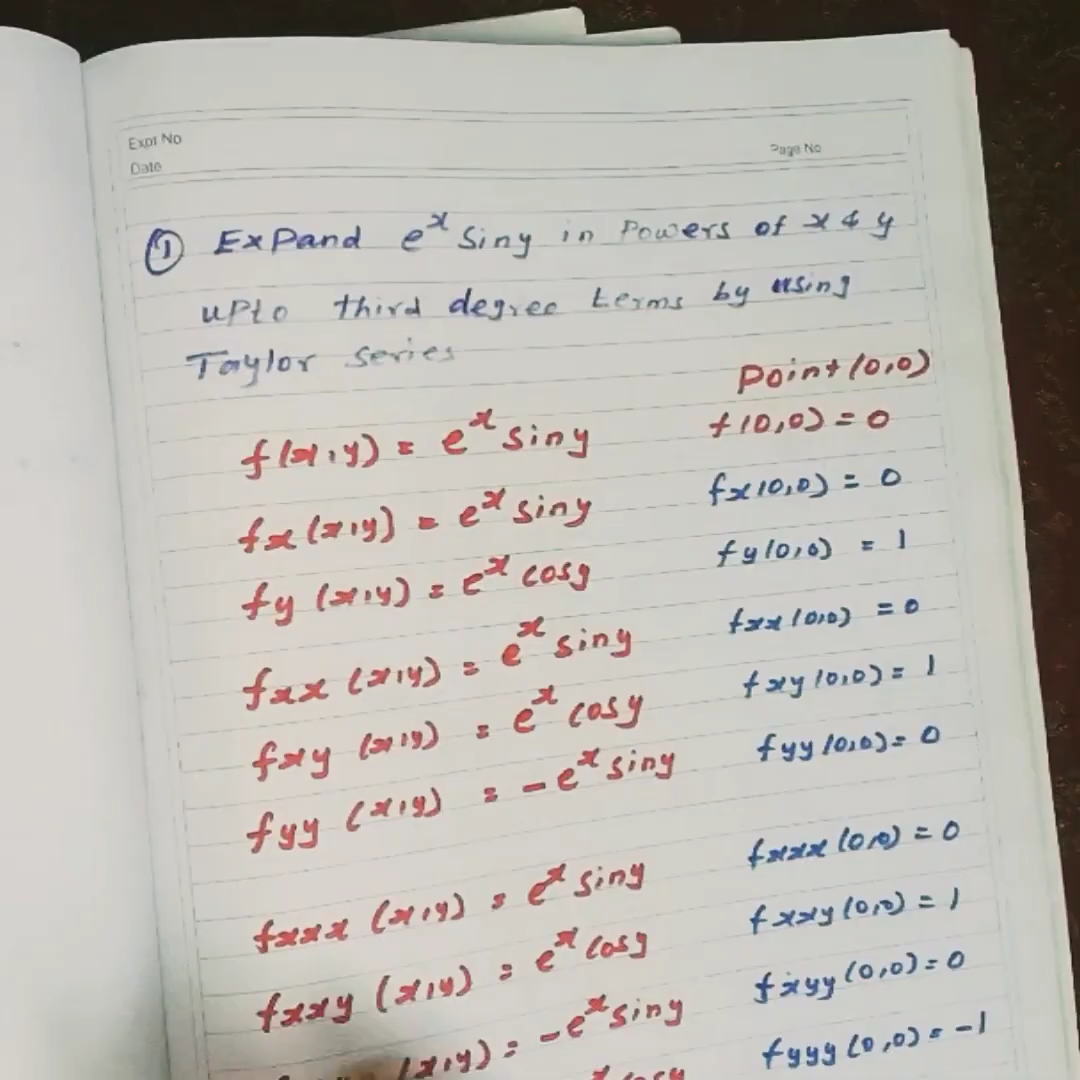 Expt No
Date
Page No
① Expand e^x siny in powers of x & y
upto third degree terms by using
Taylor series
Point (0,0)
f(x,y) = e^x siny f(0,0) = 0
fx (x,y) = e^x siny fx(0,0) = 0
fy (x,y) = e^x cosy fy(0,0) = 1
fxx (x,y) = e^x siny fxx(0,0) = 0
fxy (x,y) = e^x cosy fxy(0,0) = 1
fyy (x,y) = -e^x siny fyy(0,0) = 0
fxxx (x,y) = e^x siny fxxx(0,0) = 0
fxxy (x,y) = e^x cosy fxxy(0,0) = 1
(x,y) = -e^x siny fxyy(0,0) = 0
cosy fyyy(0,0) = -1